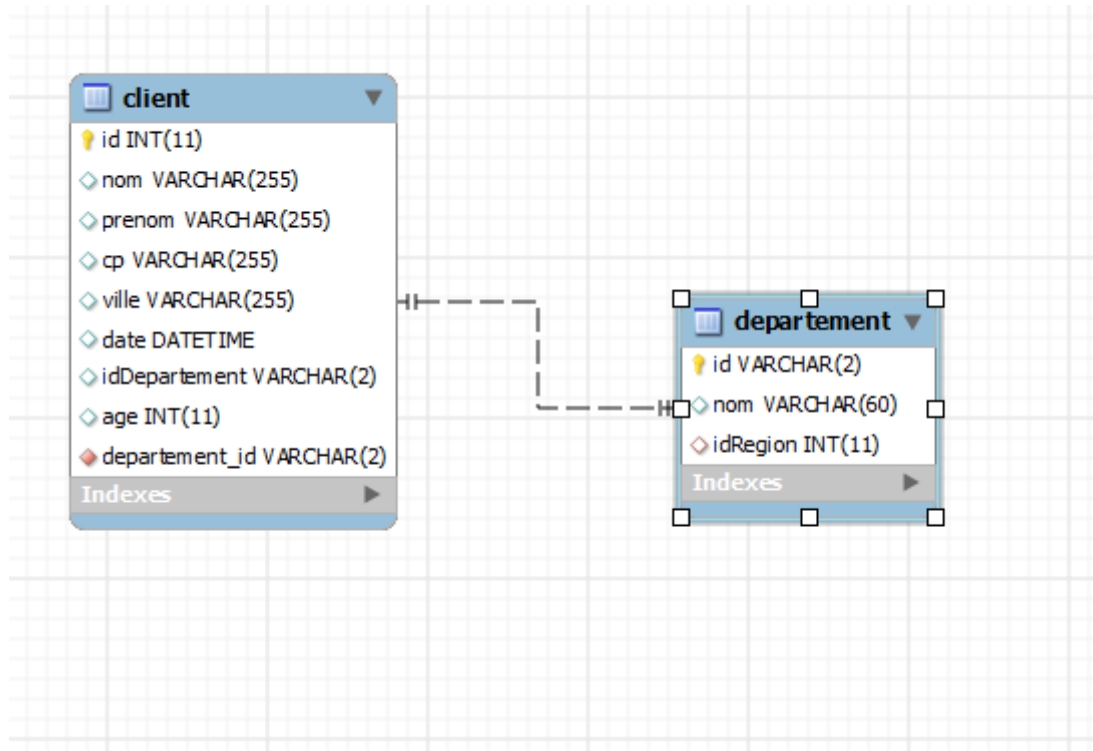 client
id INT(11)
nom VARCHAR(255)
prenom VARCHAR(255)
cp VARCHAR(255)
ville VARCHAR(255)
date DATETIME
idDepartement VARCHAR(2)
age INT(11)
departement_id VARCHAR(2)
Indexes
departement
id VARCHAR(2)
nom VARCHAR(60)
idRegion INT(11)
Indexes